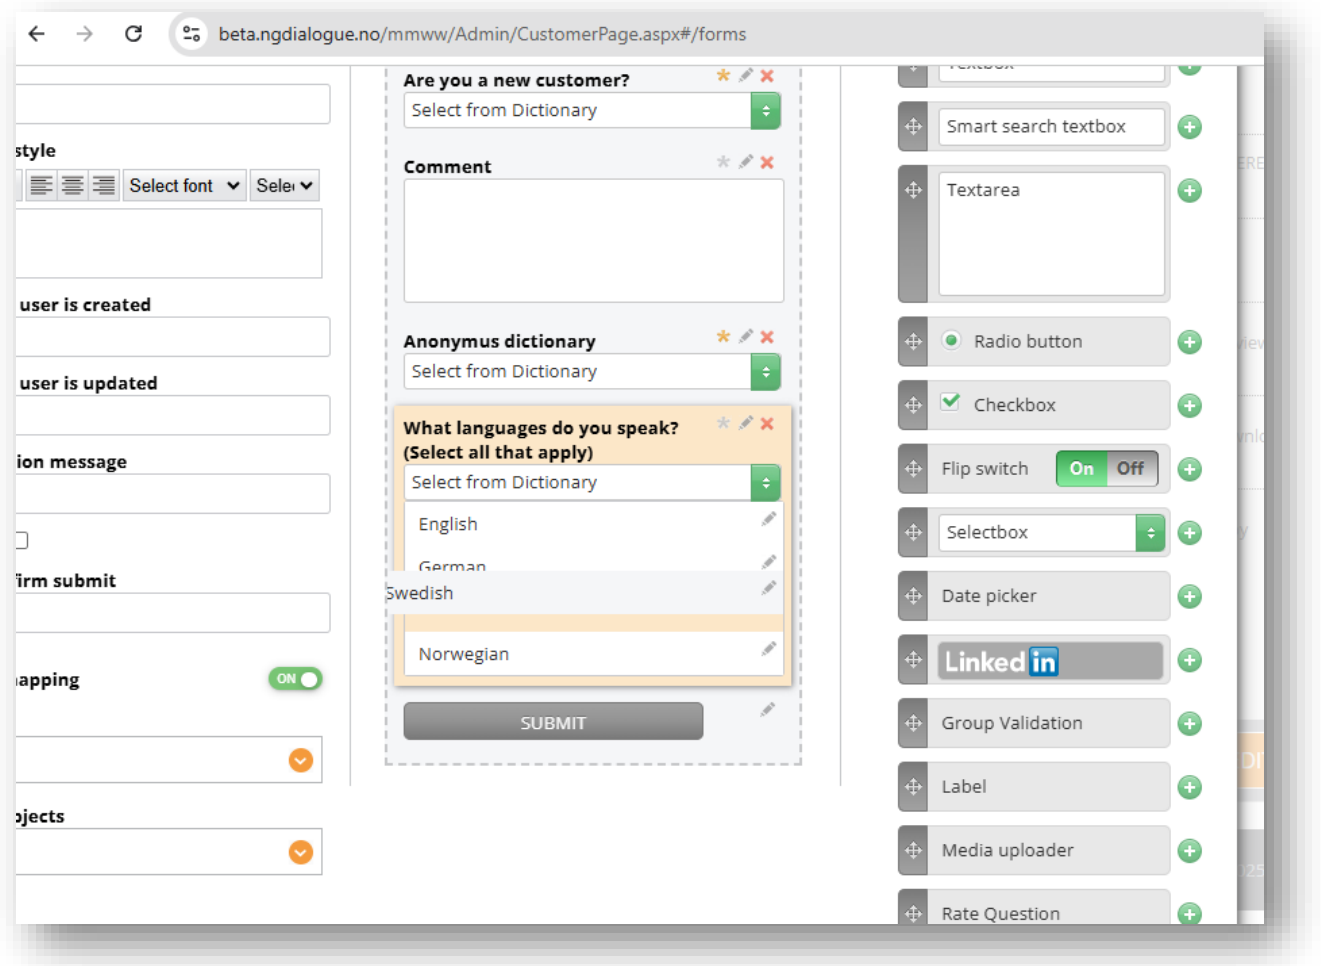 beta.ngdialogue.no/mmww/Admin/CustomerPage.aspx#/forms
style
Select font
user is created
user is updated
ion message
firm submit
apping
ON
Are you a new customer?
Select from Dictionary
Comment
Anonymus dictionary
Select from Dictionary
What languages do you speak?
(Select all that apply)
Select from Dictionary
English
German
Swedish
Norwegian
SUBMIT
Textbox
Smart search textbox
Textarea
Radio button
Checkbox
Flip switch On Off
Selectbox
Date picker
Linked in
Group Validation
Label
Media uploader
Rate Question